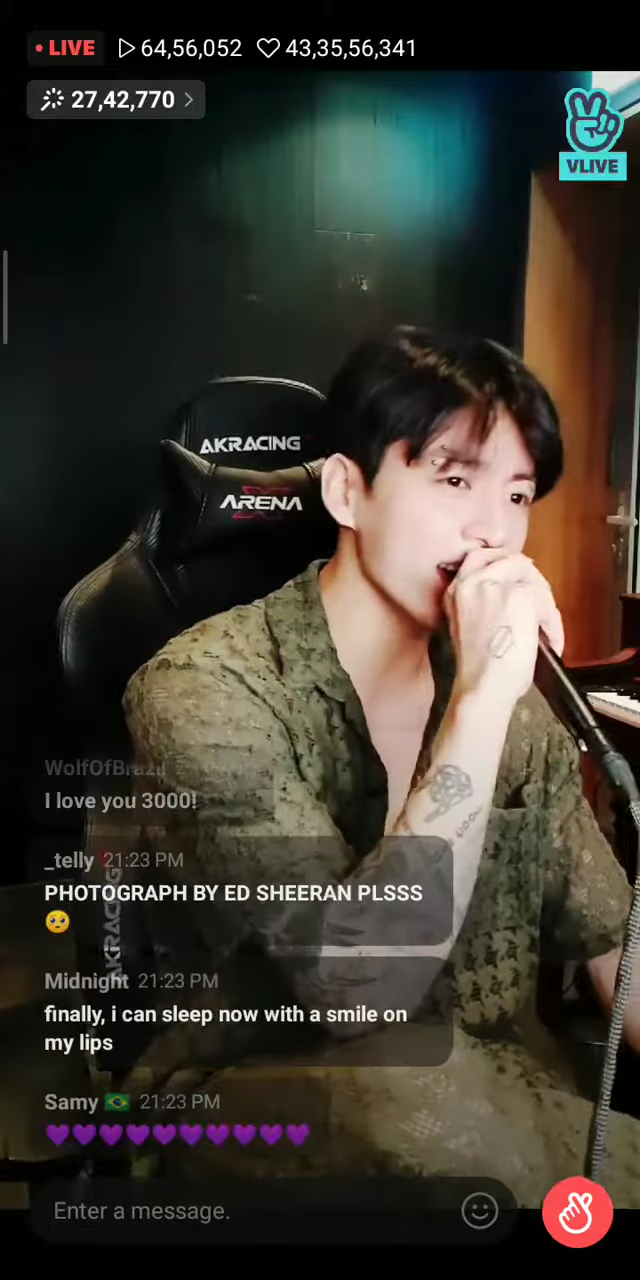 LIVE 64,56,052 43,35,56,341
27,42,770
VLIVE
AKRACING
ARENA
WolfOfBrazil
I love you 3000!
_telly 21:23 PM
PHOTOGRAPH BY ED SHEERAN PLSSS
🥺
AKRACING
Midnight 21:23 PM
finally, i can sleep now with a smile on
my lips
Samy 🇧🇷 21:23 PM
💜💜💜💜💜💜💜💜💜💜
Enter a message.